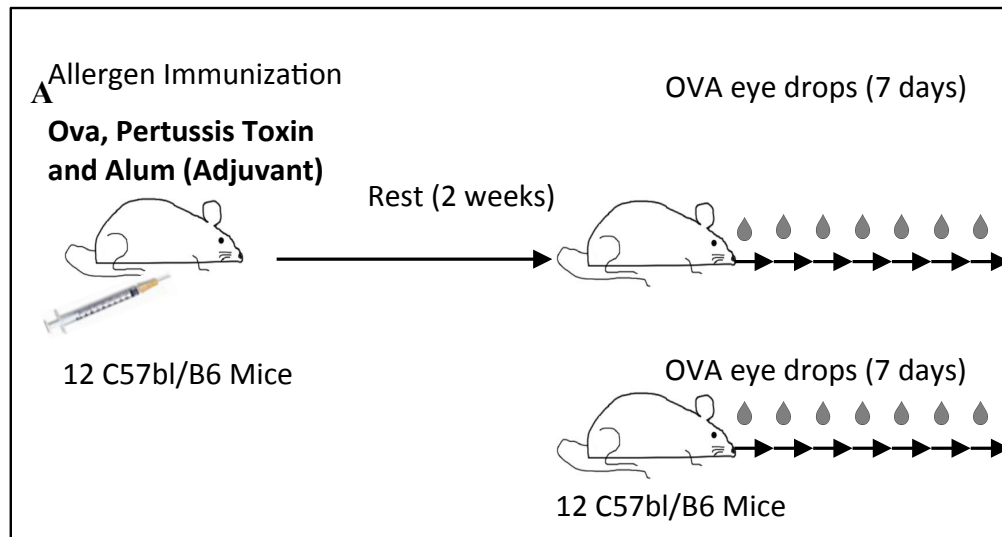 A
Allergen Immunization
OVA eye drops (7 days)
Ova, Pertussis Toxin
and Alum (Adjuvant)
Rest (2 weeks)
12 C57bl/B6 Mice
OVA eye drops (7 days)
12 C57bl/B6 Mice